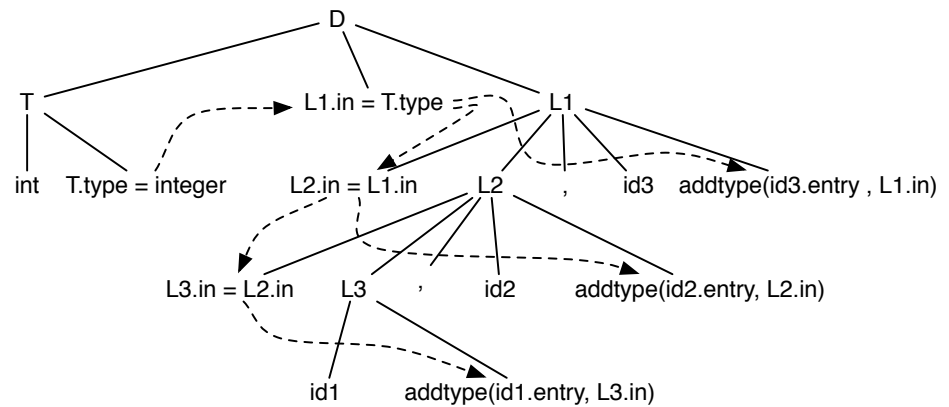 D
T L1.in = T.type L1
int T.type = integer L2.in = L1.in L2 , id3 addtype(id3.entry , L1.in)
L3.in = L2.in L3 , id2 addtype(id2.entry, L2.in)
id1 addtype(id1.entry, L3.in)